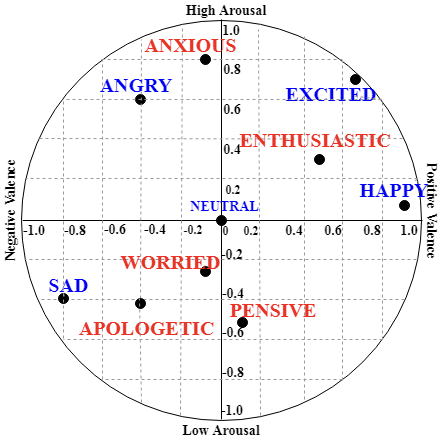 High Arousal
1.0
ANXIOUS
0.8
ANGRY
EXCITED
0.6
ENTHUSIASTIC
0.4
0.2
HAPPY
NEUTRAL
Negative Valence
Positive Valence
-1.0 -0.8 -0.6 -0.4 -0.2 0 0.2 0.4 0.6 0.8 1.0
-0.2
WORRIED
SAD
-0.4
PENSIVE
APOLOGETIC
-0.6
-0.8
-1.0
Low Arousal